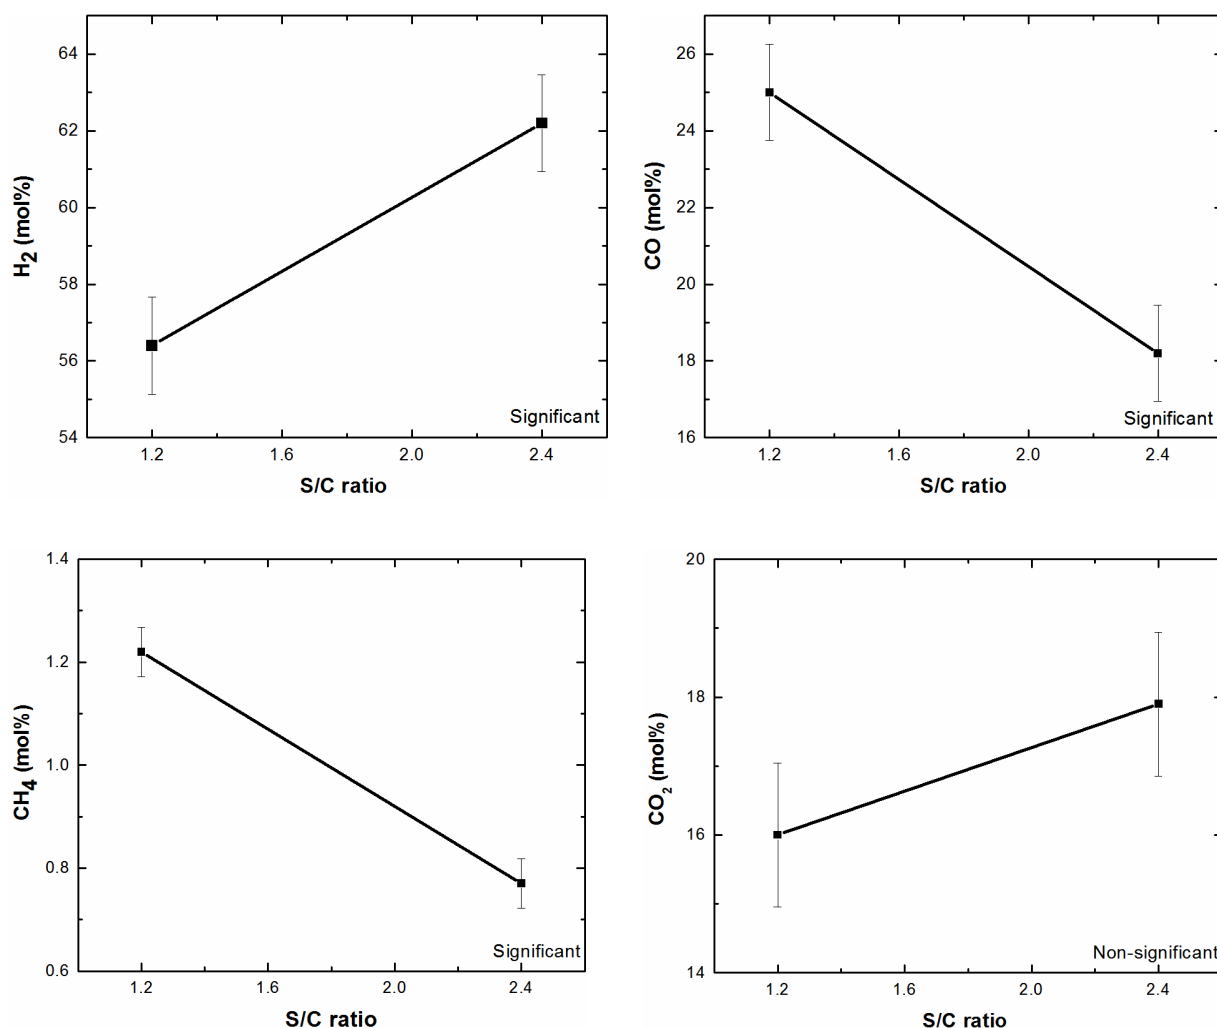 H2 (mol%)
64
62
60
58
56
54
Significant
1.2 1.6 2.0 2.4
S/C ratio
CO (mol%)
26
24
22
20
18
16
Significant
1.2 1.6 2.0 2.4
S/C ratio
CH4 (mol%)
1.4
1.2
1.0
0.8
0.6
Significant
1.2 1.6 2.0 2.4
S/C ratio
CO2 (mol%)
20
18
16
14
Non-significant
1.2 1.6 2.0 2.4
S/C ratio